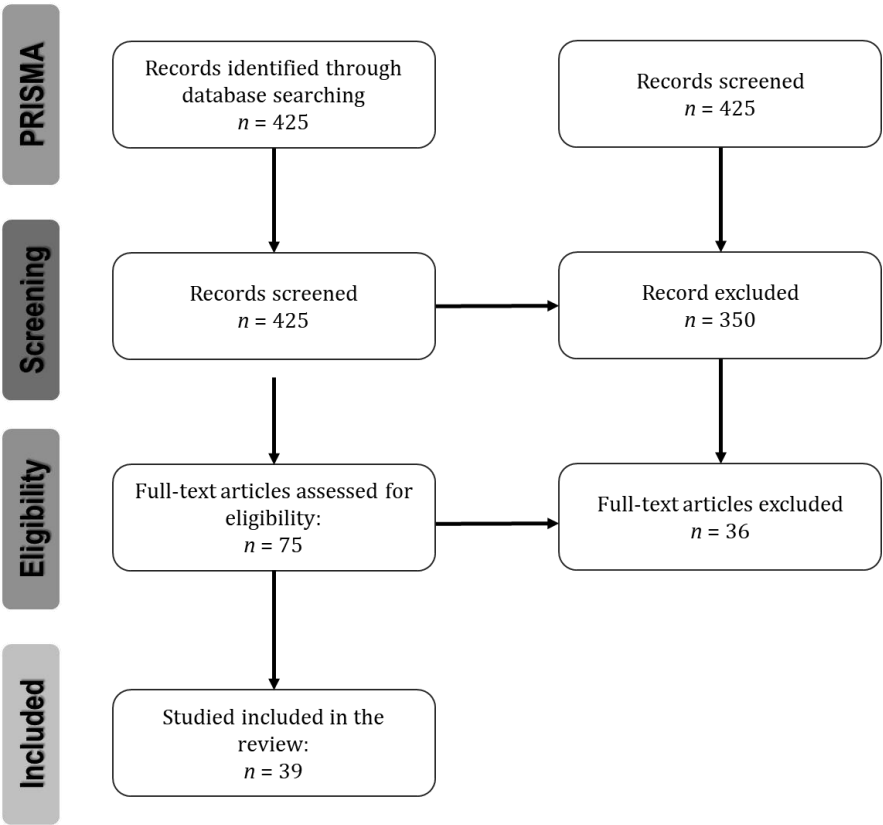 PRISMA
Records identified through
database searching
n = 425
Records screened
n = 425
Screening
Records screened
n = 425
Record excluded
n = 350
Eligibility
Full-text articles assessed for
eligibility:
n = 75
Full-text articles excluded
n = 36
Included
Studied included in the
review:
n = 39